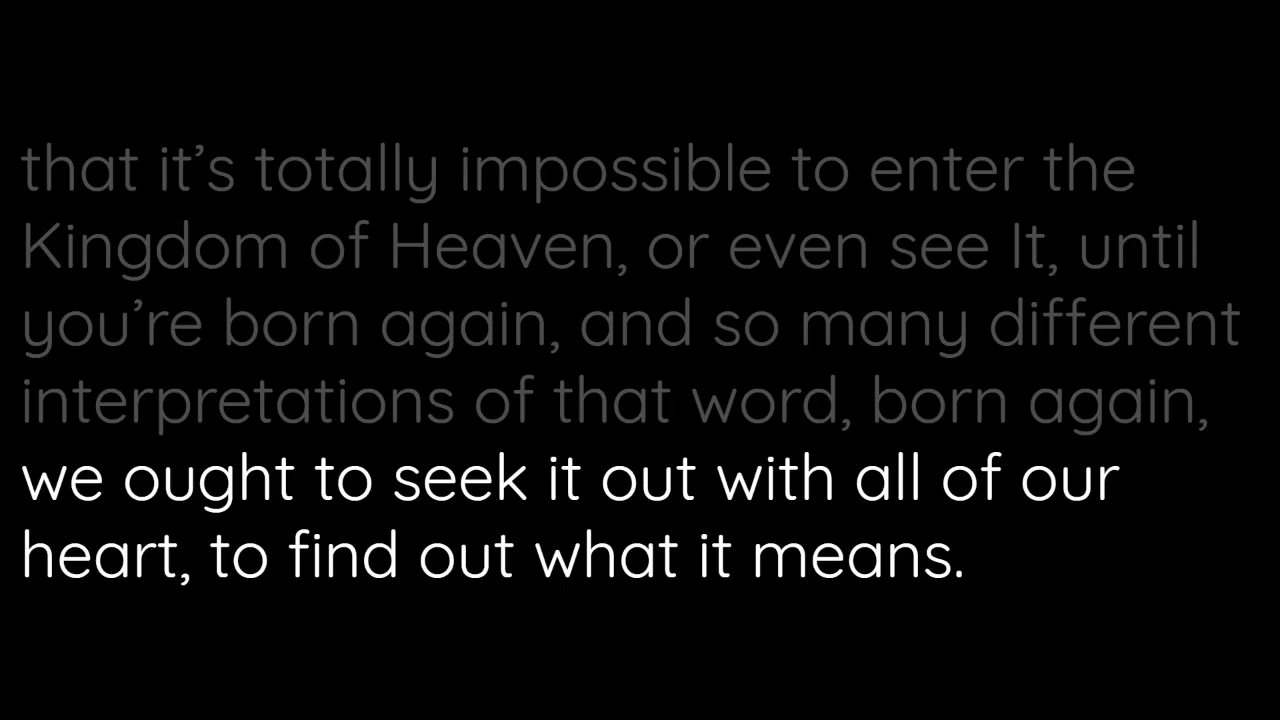 that it’s totally impossible to enter the
Kingdom of Heaven, or even see It, until
you’re born again, and so many different
interpretations of that word, born again,
we ought to seek it out with all of our
heart, to find out what it means.